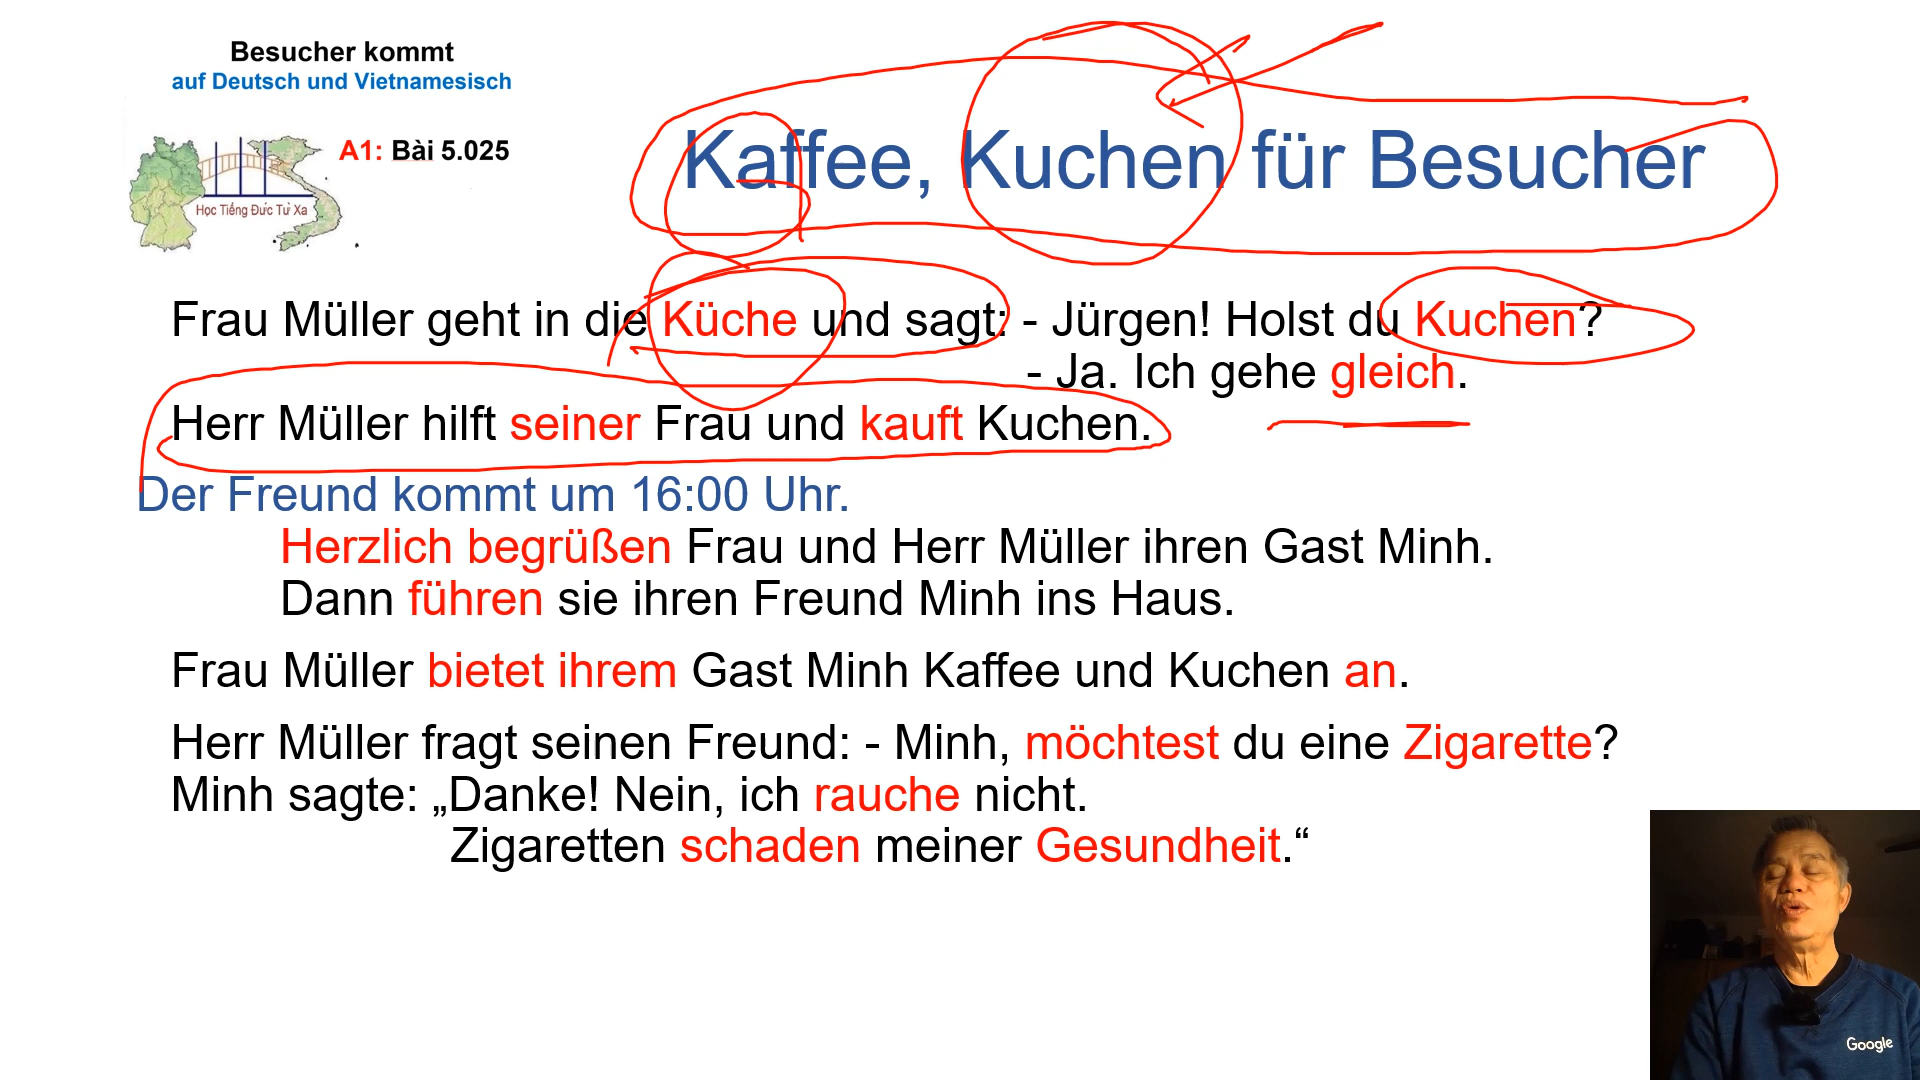 Besucher kommt
auf Deutsch und Vietnamesisch
A1: Bài 5.025
Học Tiếng Đức Từ Xa
Kaffee, Kuchen für Besucher
Frau Müller geht in die Küche und sagt: - Jürgen! Holst du Kuchen?
- Ja. Ich gehe gleich.
Herr Müller hilft seiner Frau und kauft Kuchen.
Der Freund kommt um 16:00 Uhr.
Herzlich begrüßen Frau und Herr Müller ihren Gast Minh.
Dann führen sie ihren Freund Minh ins Haus.
Frau Müller bietet ihrem Gast Minh Kaffee und Kuchen an.
Herr Müller fragt seinen Freund: - Minh, möchtest du eine Zigarette?
Minh sagte: „Danke! Nein, ich rauche nicht.
Zigaretten schaden meiner Gesundheit.“
Google